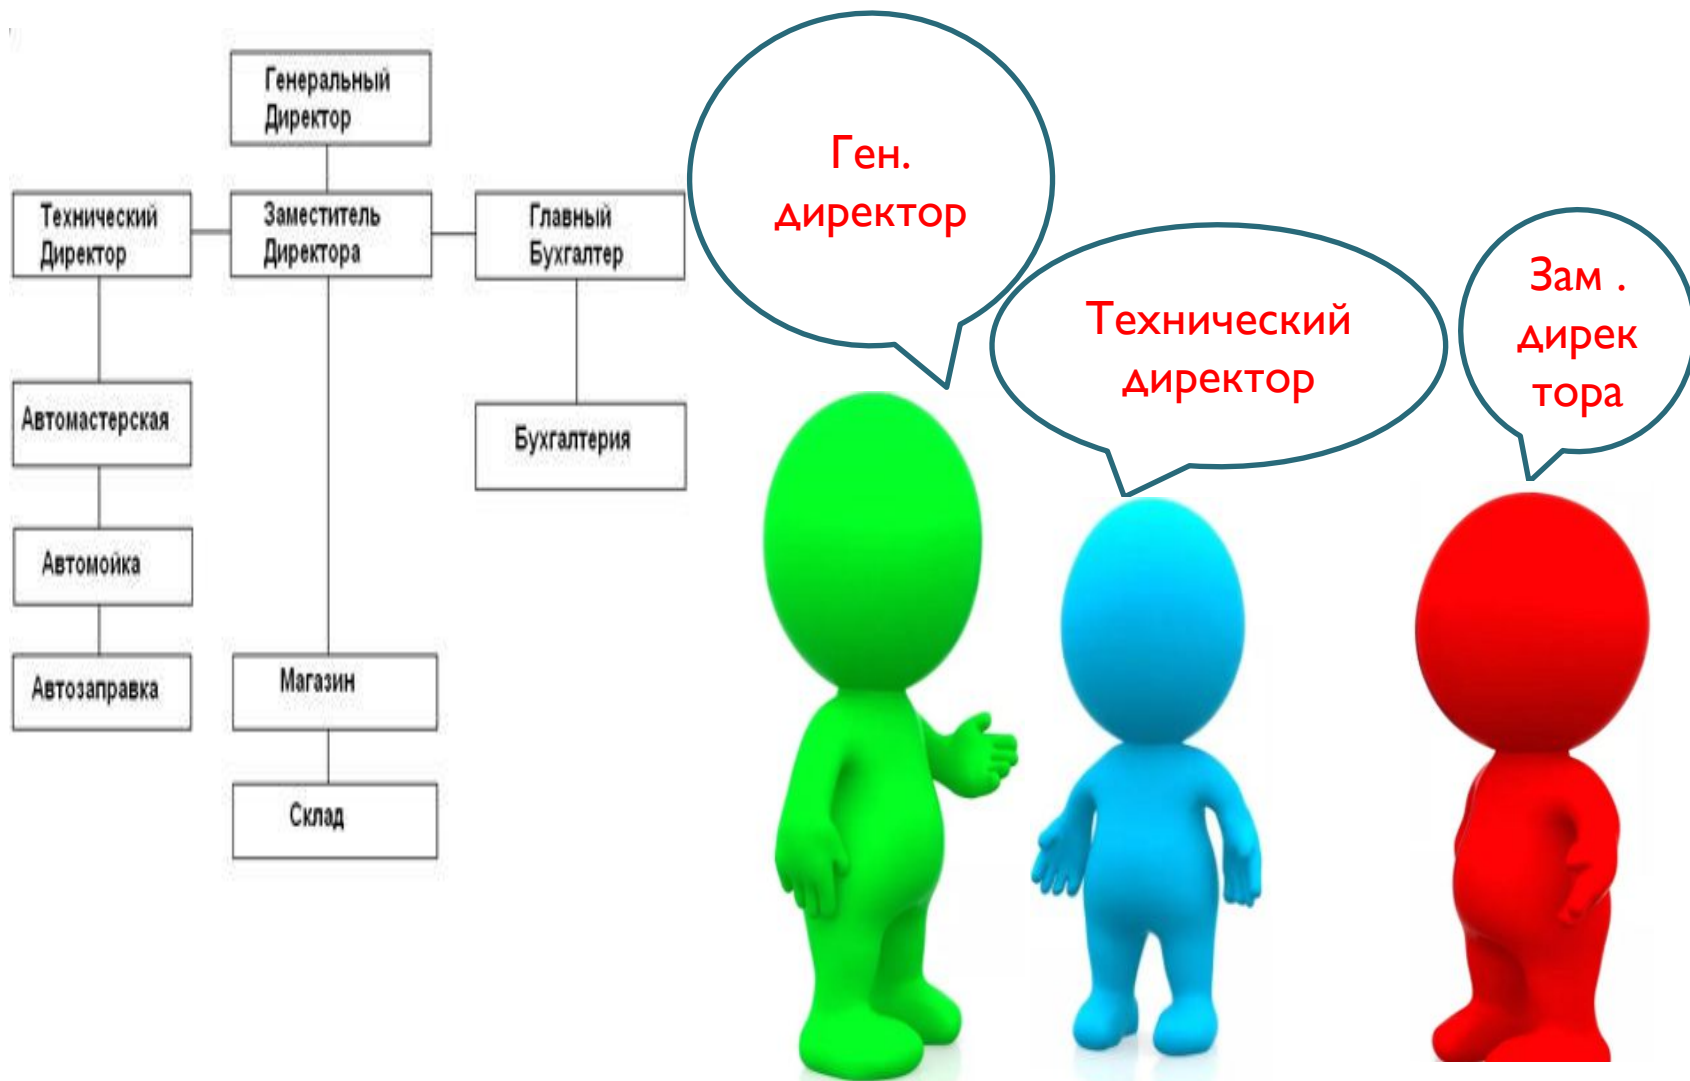 Генеральный
Директор
Технический
Директор
Заместитель
Директора
Главный
Бухгалтер
Автомастерская
Бухгалтерия
Автомойка
Автозаправка
Магазин
Склад
Ген.
директор
Технический
директор
Зам .
дирек
тора